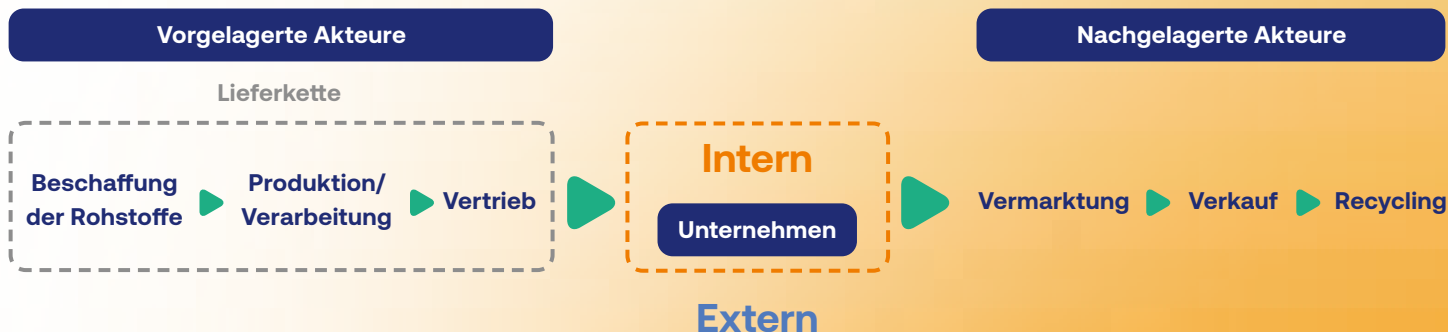 Vorgelagerte Akteure
Nachgelagerte Akteure
Lieferkette
Beschaffung
der Rohstoffe
Produktion/
Verarbeitung
Vertrieb
Intern
Unternehmen
Vermarktung
Verkauf
Recycling
Extern